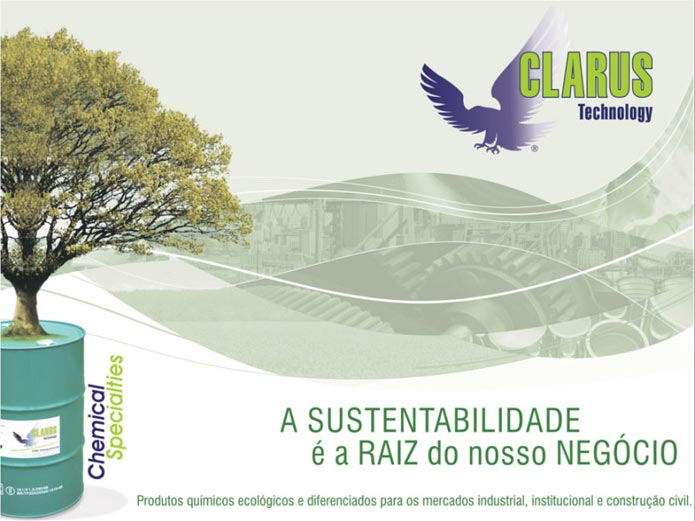 CLARUS
Technology
®
Chemical
Specialties
CLARUS
A SUSTENTABILIDADE
é a RAIZ do nosso NEGÓCIO
Produtos químicos ecológicos e diferenciados para os mercados industrial, institucional e construção civil.